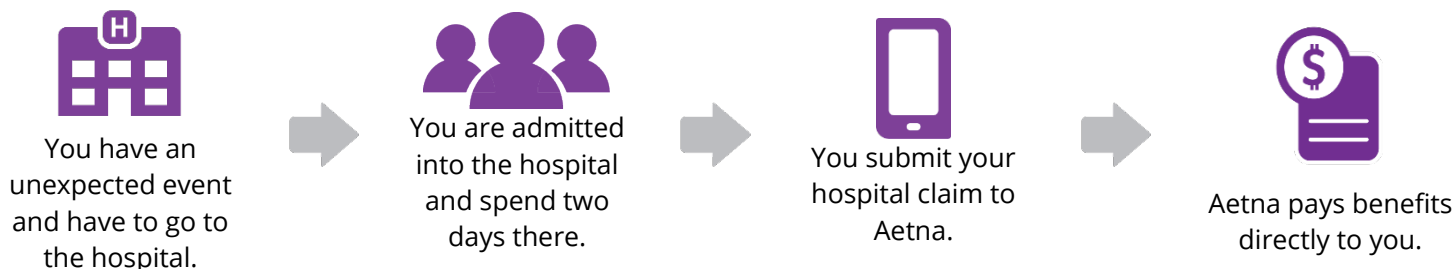 H
You have an
unexpected event
and have to go to
the hospital.
You are admitted
into the hospital
and spend two
days there.
You submit your
hospital claim to
Aetna.
$
Aetna pays benefits
directly to you.